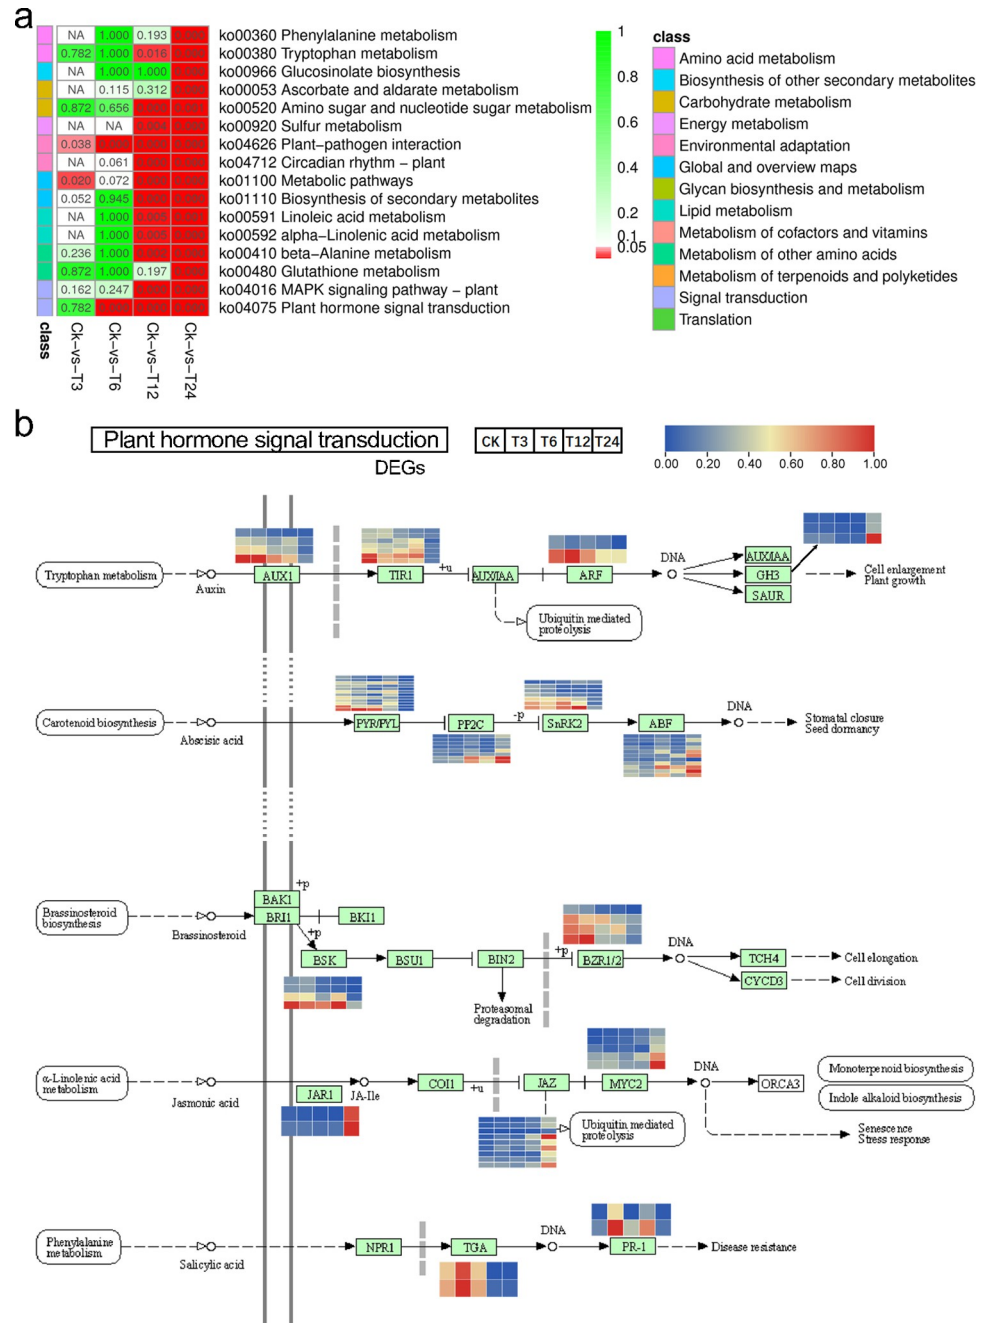 a
NA 1.000 0.193 ko00360 Phenylalanine metabolism
0.782 1.000 0.016 ko00380 Tryptophan metabolism
NA 1.000 1.000 ko00966 Glucosinolate biosynthesis
NA 0.115 0.312 ko00053 Ascorbate and aldarate metabolism
0.872 0.656 ko00520 Amino sugar and nucleotide sugar metabolism
NA NA 0.004 ko00920 Sulfur metabolism
0.038 ko04626 Plant−pathogen interaction
NA 0.061 ko04712 Circadian rhythm − plant
0.020 0.072 ko01100 Metabolic pathways
0.052 0.945 ko01110 Biosynthesis of secondary metabolites
NA 1.000 0.005 ko00591 Linoleic acid metabolism
NA 1.000 0.005 ko00592 alpha−Linolenic acid metabolism
0.236 1.000 ko00410 beta−Alanine metabolism
0.872 1.000 0.197 ko00480 Glutathione metabolism
0.162 0.247 ko04016 MAPK signaling pathway − plant
0.782 ko04075 Plant hormone signal transduction
class
Ck−vs−T3
Ck−vs−T6
Ck−vs−T12
Ck−vs−T24
1
0.8
0.6
0.4
0.2
0.1
0.05
0
class
Amino acid metabolism
Biosynthesis of other secondary metabolites
Carbohydrate metabolism
Energy metabolism
Environmental adaptation
Global and overview maps
Glycan biosynthesis and metabolism
Lipid metabolism
Metabolism of cofactors and vitamins
Metabolism of other amino acids
Metabolism of terpenoids and polyketides
Signal transduction
Translation
b
Plant hormone signal transduction
CK T3 T6 T12 T24
DEGs
0.00 0.20 0.40 0.60 0.80 1.00
Tryptophan metabolism
Auxin
AUX1
TIR1
+u
AUX/IAA
ARF
DNA
AUX/IAA
GH3
SAUR
Cell enlargement
Plant growth
Ubiquitin mediated
proteolysis
Carotenoid biosynthesis
Abscisic acid
PYR/PYL
PP2C
-p
SnRK2
ABF
DNA
Stomatal closure
Seed dormancy
Brassinosteroid
biosynthesis
Brassinosteroid
BAK1
+p
BRI1
BKI1
+p
BSK
BSU1
BIN2
+p
BZR1/2
DNA
TCH4
Cell elongation
CYCD3
Cell division
Proteasomal
degradation
α-Linolenic acid
metabolism
Jasmonic acid
JAR1
JA-Ile
COI1
+u
JAZ
MYC2
DNA
ORCA3
Monoterpenoid biosynthesis
Indole alkaloid biosynthesis
Ubiquitin mediated
proteolysis
Senescence
Stress response
Phenylalanine
metabolism
Salicylic acid
NPR1
TGA
DNA
PR-1
Disease resistance